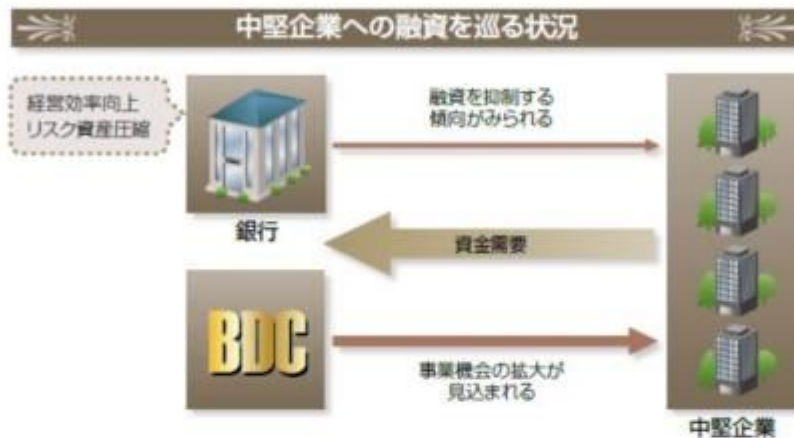 中堅企業への融資を巡る状況
経営効率向上
リスク資産圧縮
融資を抑制する
傾向がみられる
銀行
資金需要
BDC
事業機会の拡大が
見込まれる
中堅企業